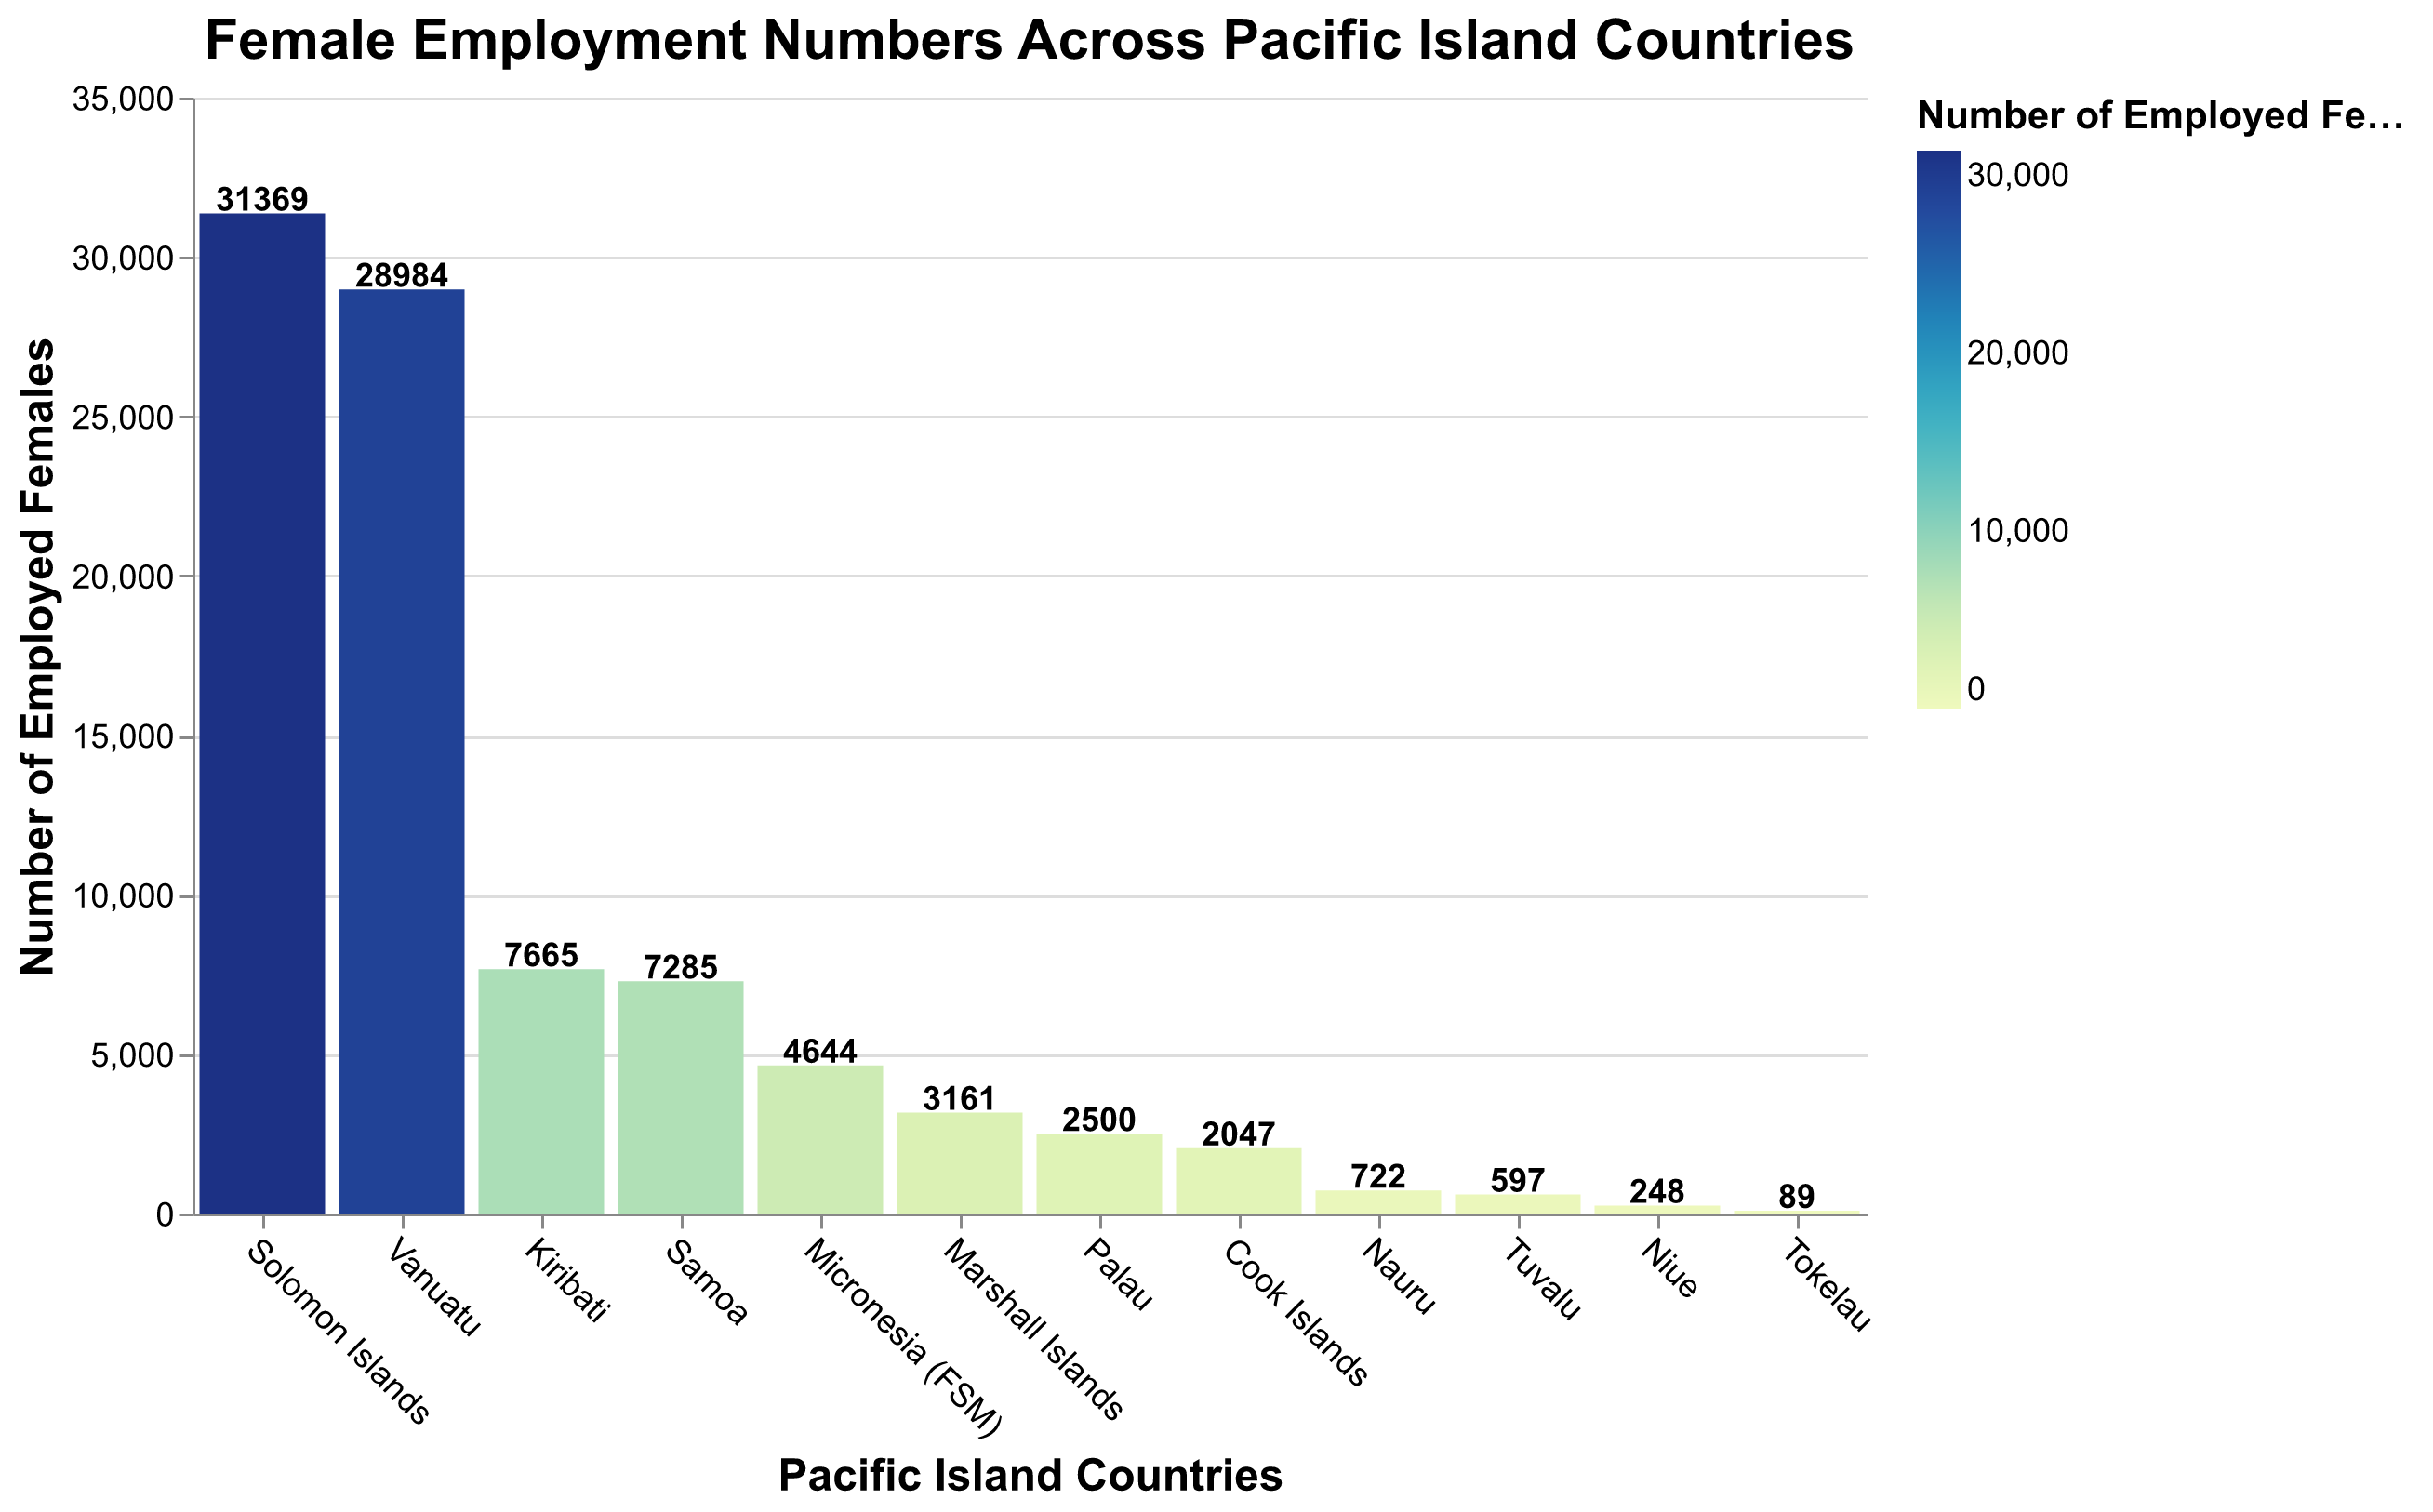 Female Employment Numbers Across Pacific Island Countries
Number of Employed Females
35,000
30,000
25,000
20,000
15,000
10,000
5,000
0
31369
28984
7665
7285
4644
3161
2500
2047
722
597
248
89
Solomon Islands
Vanuatu
Kiribati
Samoa
Micronesia (FSM)
Marshall Islands
Palau
Cook Islands
Nauru
Tuvalu
Niue
Tokelau
Pacific Island Countries
Number of Employed Fe…
30,000
20,000
10,000
0